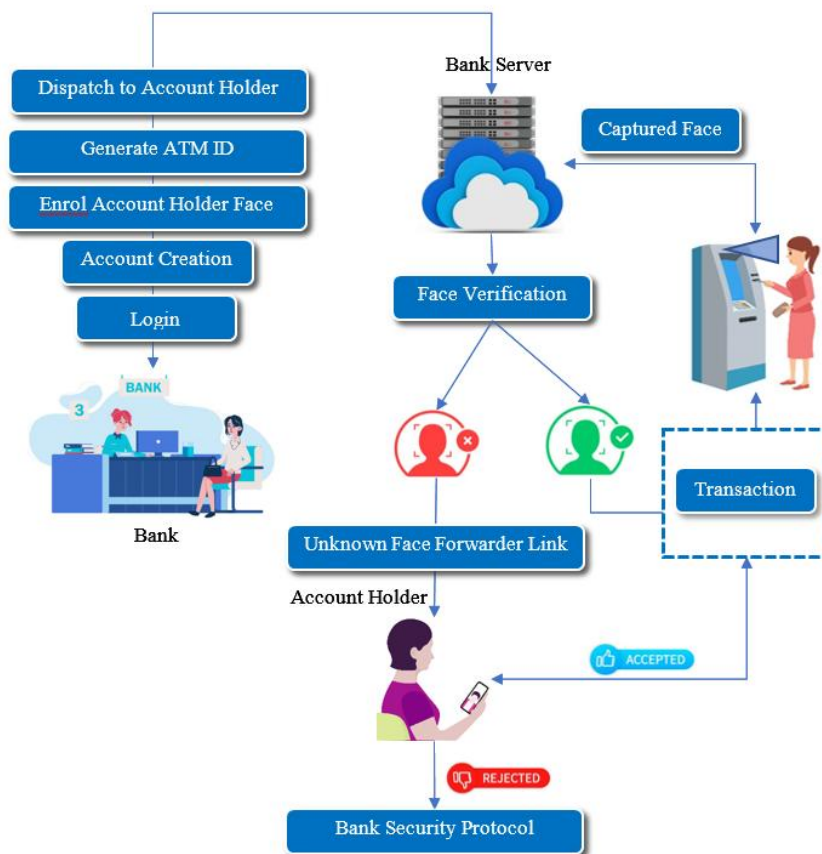 Bank Server
Dispatch to Account Holder
Captured Face
Generate ATM ID
Enrol Account Holder Face
Account Creation
Face Verification
Login
BANK
3
Transaction
Bank
Unknown Face Forwarder Link
Account Holder
ACCEPTED
REJECTED
Bank Security Protocol